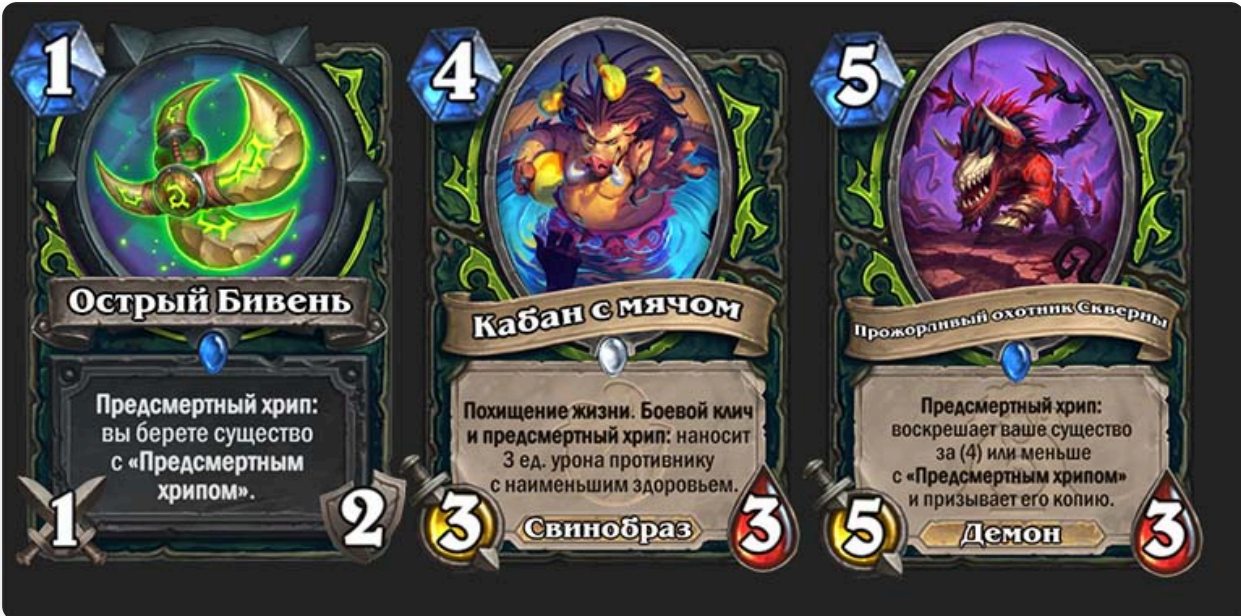 1
Острый Бивень
Предсмертный хрип:
вы берете существо
с «Предсмертным
хрипом».
1
2
4
Кабан с мячом
Похищение жизни. Боевой клич
и предсмертный хрип: наносит
3 ед. урона противнику
с наименьшим здоровьем.
3
Свинобраз
3
5
Прожорливый охотник Скверны
Предсмертный хрип:
воскрешает ваше существо
за (4) или меньше
с «Предсмертным хрипом»
и призывает его копию.
5
Демон
3